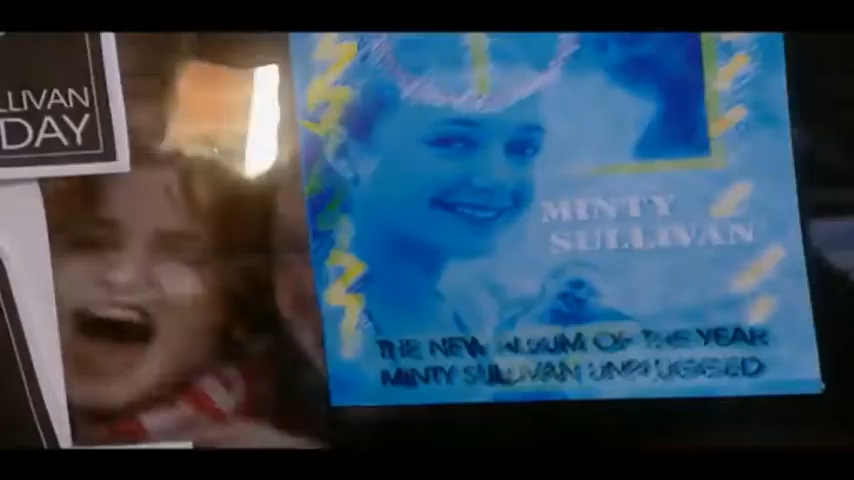 LLIVAN
DAY
MINTY
SULLIVAN
THE NEW ALBUM OF THE YEAR
MINTY SULLIVAN UNPLUGGED